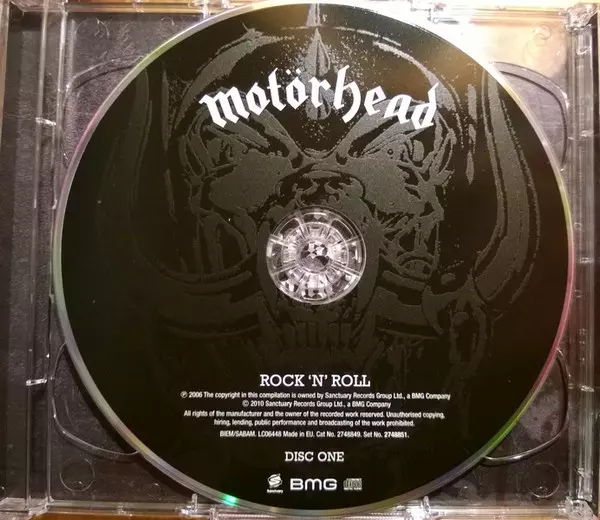 motörhead
ROCK 'N' ROLL
℗ 2006 The copyright in this compilation is owned by Sanctuary Records Group Ltd., a BMG Company
© 2010 Sanctuary Records Group Ltd., a BMG Company
All rights of the manufacturer and the owner of the recorded work reserved. Unauthorised copying,
hiring, lending, public performance and broadcasting of the work prohibited.
BIEM/SABAM. LC06448 Made in EU. Cat No. 2748849. Set No. 2748851.
DISC ONE
Sanctuary BMG